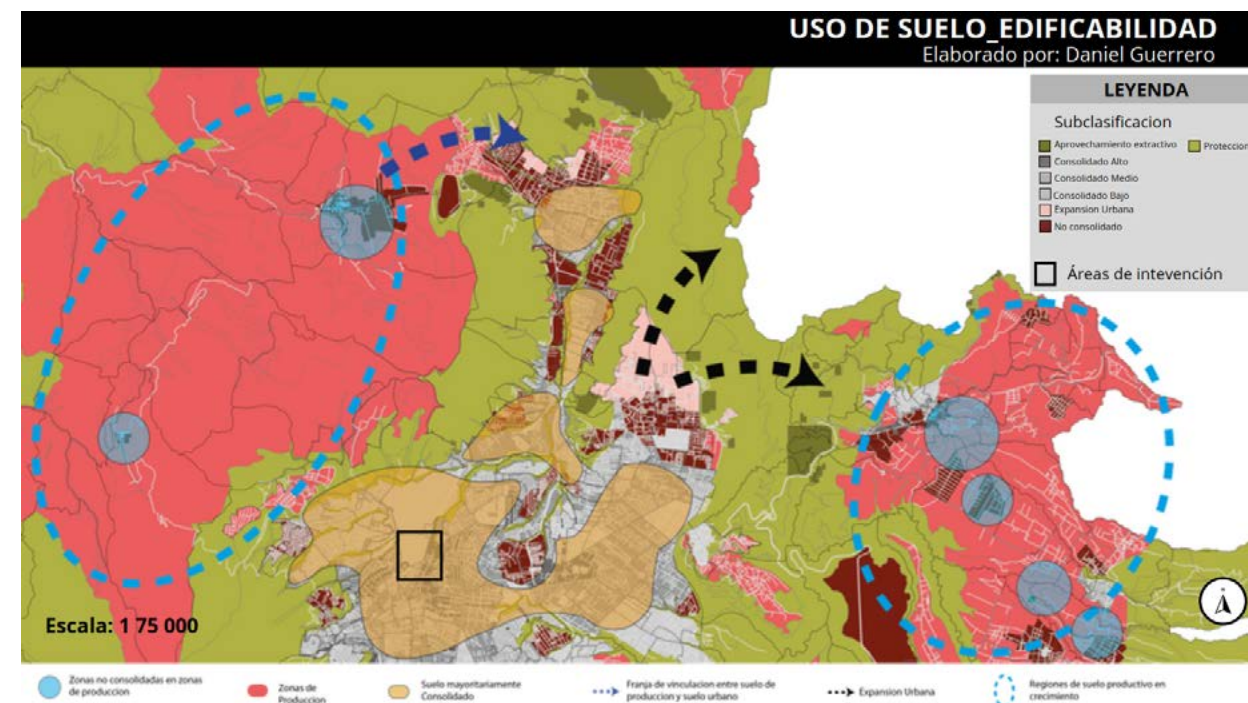 USO DE SUELO_EDIFICABILIDAD
Elaborado por: Daniel Guerrero
LEYENDA
Subclasificacion
Aprovechamiento extractivo
Proteccion
Consolidado Alto
Consolidado Medio
Consolidado Bajo
Expansion Urbana
No consolidado
Áreas de intevención
Escala: 1 75 000
Zonas no consolidadas en zonas
de produccion
Zonas de
Produccion
Suelo mayoritariamente
Consolidado
Franja de vinculacion entre suelo de
produccion y suelo urbano
Expansion Urbana
Regiones de suelo productivo en
crecimiento